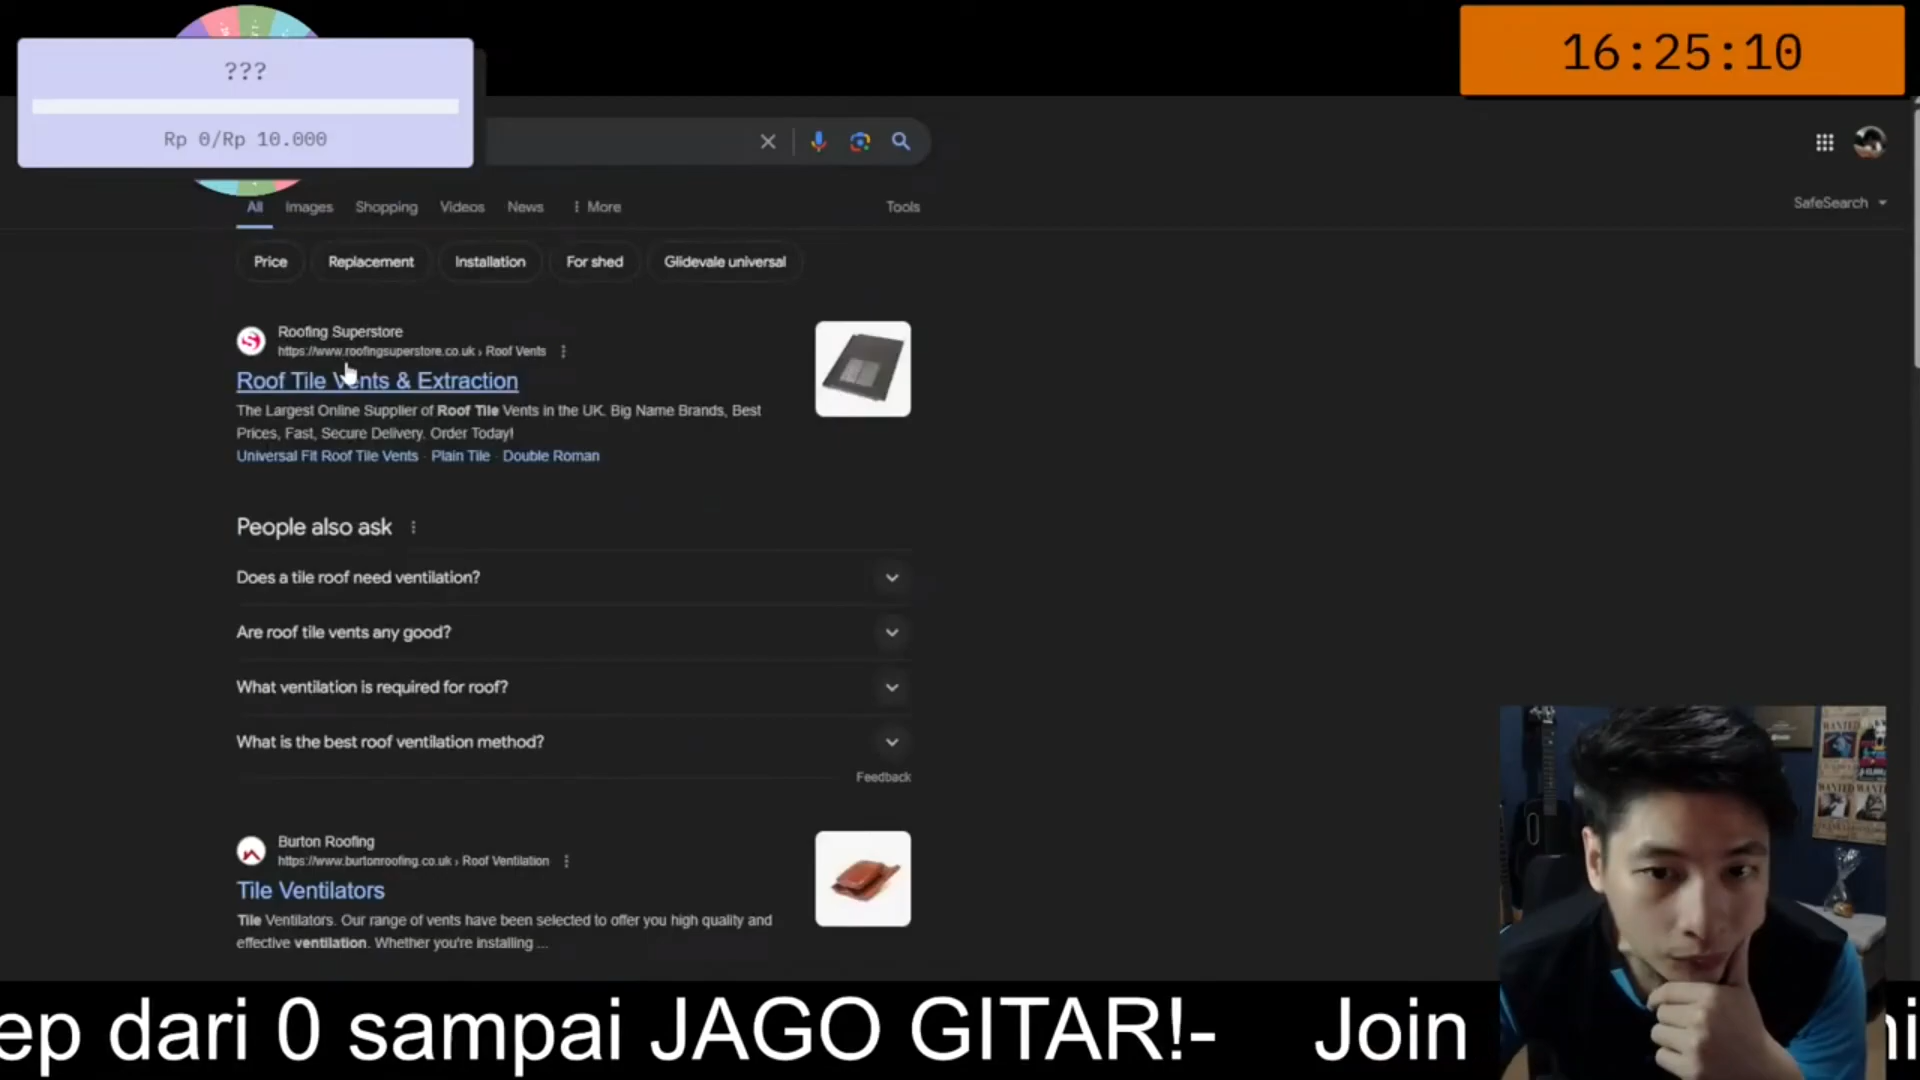 ???
Rp 0/Rp 10.000
16:25:10
All Images Shopping Videos News More Tools
SafeSearch
Price Replacement Installation For shed Glidevale universal
Roofing Superstore
https://www.roofingsuperstore.co.uk › Roof Vents
Roof Tile Vents & Extraction
The Largest Online Supplier of Roof Tile Vents in the UK. Big Name Brands, Best
Prices, Fast, Secure Delivery. Order Today!
Universal Fit Roof Tile Vents · Plain Tile · Double Roman
People also ask
Does a tile roof need ventilation?
Are roof tile vents any good?
What ventilation is required for roof?
What is the best roof ventilation method?
Feedback
Burton Roofing
https://www.burtonroofing.co.uk › Roof Ventilation
Tile Ventilators
Tile Ventilators. Our range of vents have been selected to offer you high quality and
effective ventilation. Whether you're installing ...
WANTED
WANTED WANTED
ep dari 0 sampai JAGO GITAR!- Join